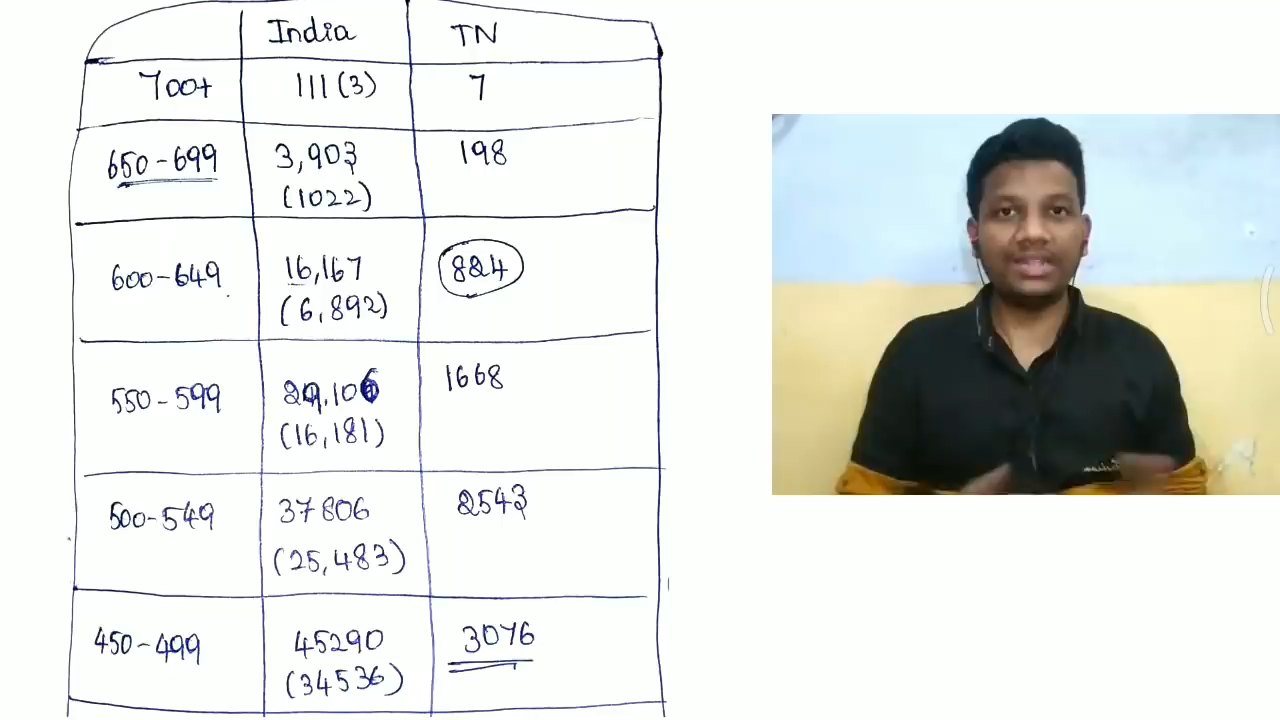 India TN
700+ 111 (3) 7
650-699 3,903 198
(1022)
600-649 16,167 824
(6,892)
550-599 29,106 1668
(16,181)
500-549 37806 2543
(25,483)
450-499 45290 3076
(34536)